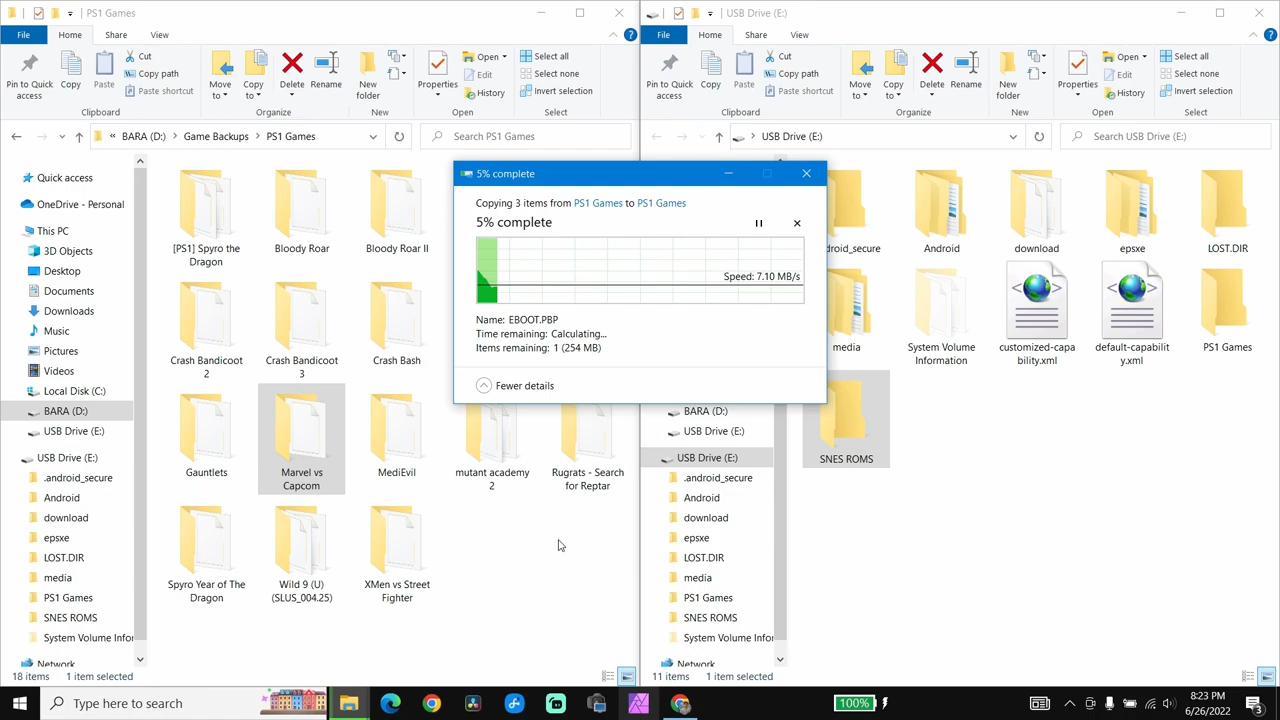 PS1 Games
File
Home
Share
View
Pin to Quick access
Copy
Paste
Cut
Copy path
Paste shortcut
Clipboard
Move to
Copy to
Delete
Rename
Organize
New folder
Properties
Open
Edit
History
Open
Select all
Select none
Invert selection
Select
« BARA (D:) > Game Backups > PS1 Games
Search PS1 Games
Quick access
OneDrive - Personal
This PC
3D Objects
Desktop
Documents
Downloads
Music
Pictures
Videos
Local Disk (C:)
BARA (D:)
USB Drive (E:)
USB Drive (E:)
.android_secure
Android
download
epsxe
LOST.DIR
media
PS1 Games
SNES ROMS
System Volume Infor
Network
[PS1] Spyro the
Dragon
Bloody Roar
Bloody Roar II
Crash Bandicoot
2
Crash Bandicoot
3
Crash Bash
Gauntlets
Marvel vs
Capcom
MediEvil
mutant academy
2
Rugrats - Search
for Reptar
Spyro Year of The
Dragon
Wild 9 (U)
(SLUS_004.25)
XMen vs Street
Fighter
18 items
1 item selected
5% complete
Copying 3 items from PS1 Games to PS1 Games
5% complete
Speed: 7.10 MB/s
Name: EBOOT.PBP
Time remaining: Calculating...
Items remaining: 1 (254 MB)
Fewer details
USB Drive (E:)
File
Home
Share
View
Pin to Quick access
Copy
Paste
Cut
Copy path
Paste shortcut
Clipboard
Move to
Copy to
Delete
Rename
Organize
New folder
Properties
Open
Edit
History
Open
Select all
Select none
Invert selection
Select
USB Drive (E:)
Search USB Drive (E:)
BARA (D:)
USB Drive (E:)
USB Drive (E:)
.android_secure
Android
download
epsxe
LOST.DIR
media
PS1 Games
SNES ROMS
System Volume Infor
Network
droid_secure
Android
download
epsxe
LOST.DIR
media
System Volume
Information
customized-capa
bility.xml
default-capabilit
y.xml
PS1 Games
SNES ROMS
11 items
1 item selected
Type here to search
100%
8:23 PM
6/26/2022
3